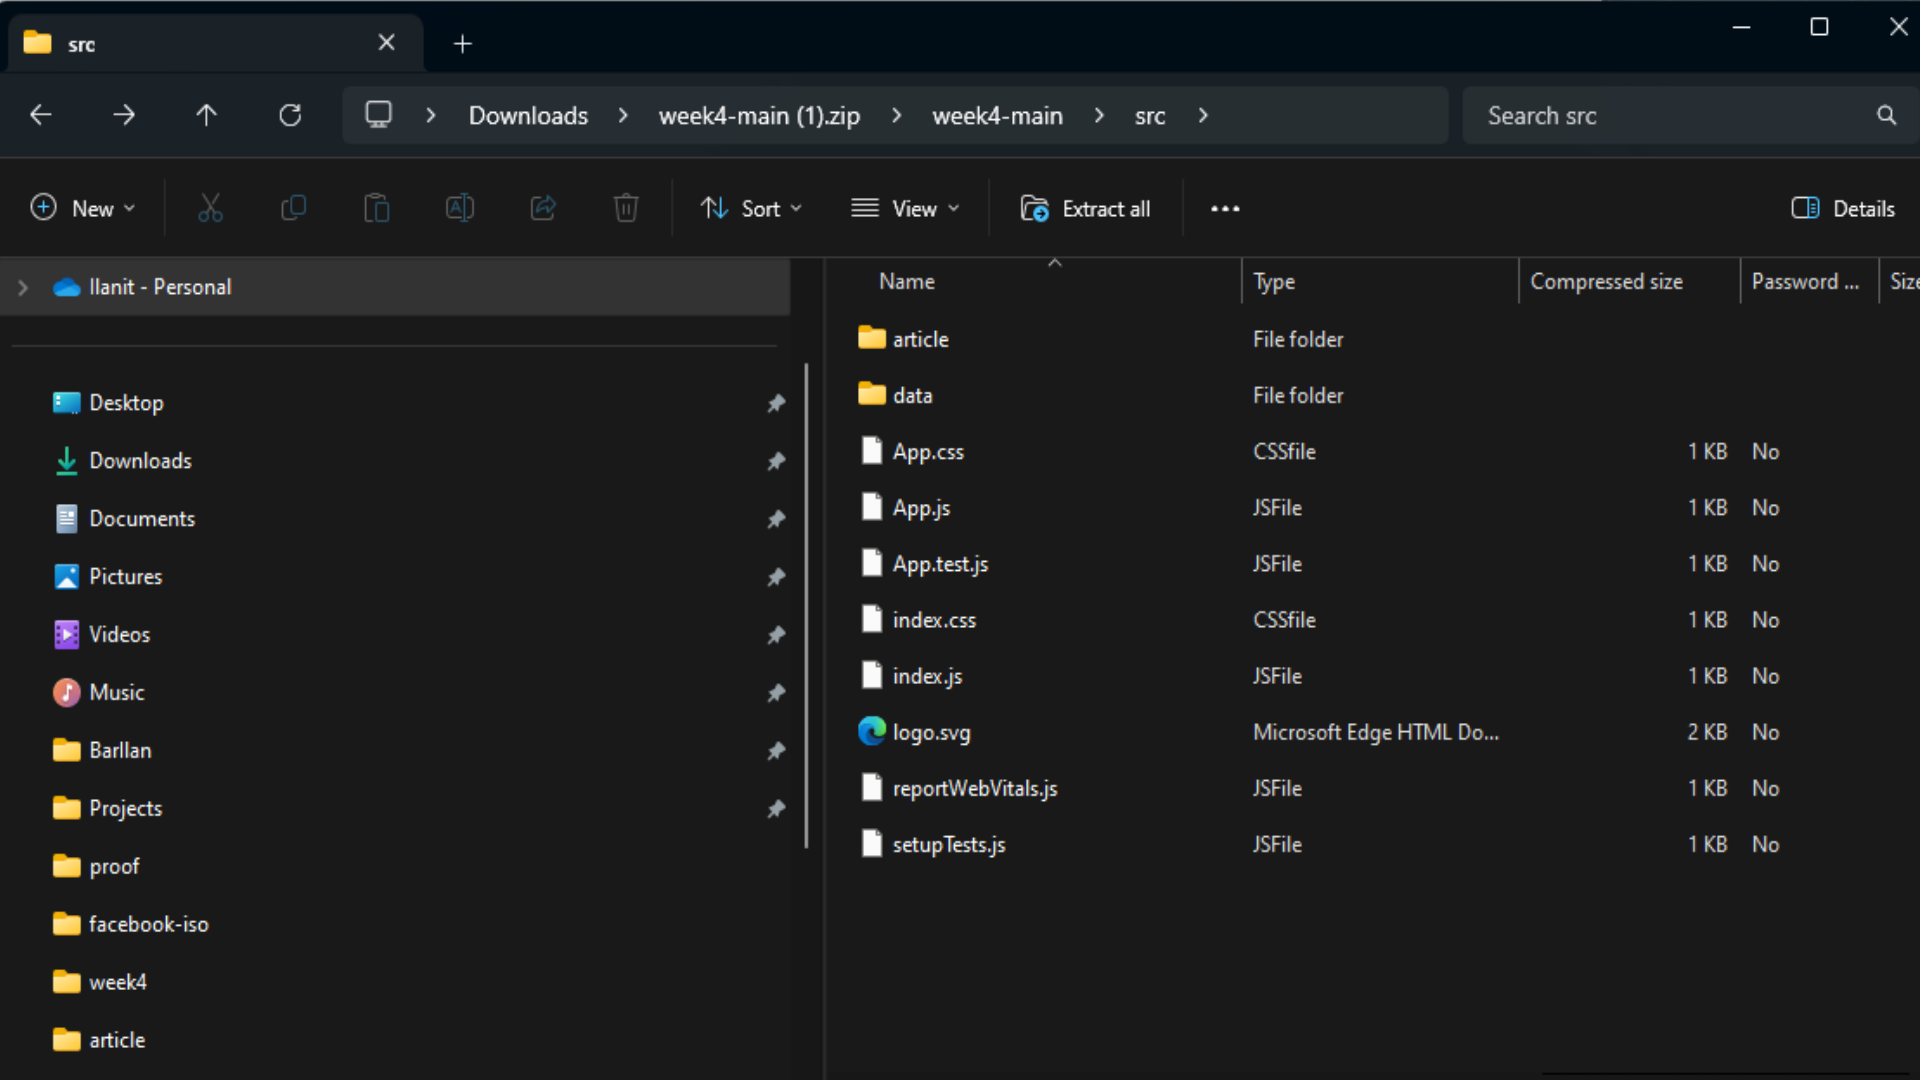 src
Downloads week4-main (1).zip week4-main src
Search src
New Sort View Extract all Details
Ilanit - Personal
Desktop
Downloads
Documents
Pictures
Videos
Music
BarIlan
Projects
proof
facebook-iso
week4
article
Name Type Compressed size Password ... Size
article File folder
data File folder
App.css CSSfile 1 KB No
App.js JSFile 1 KB No
App.test.js JSFile 1 KB No
index.css CSSfile 1 KB No
index.js JSFile 1 KB No
logo.svg Microsoft Edge HTML Do... 2 KB No
reportWebVitals.js JSFile 1 KB No
setupTests.js JSFile 1 KB No